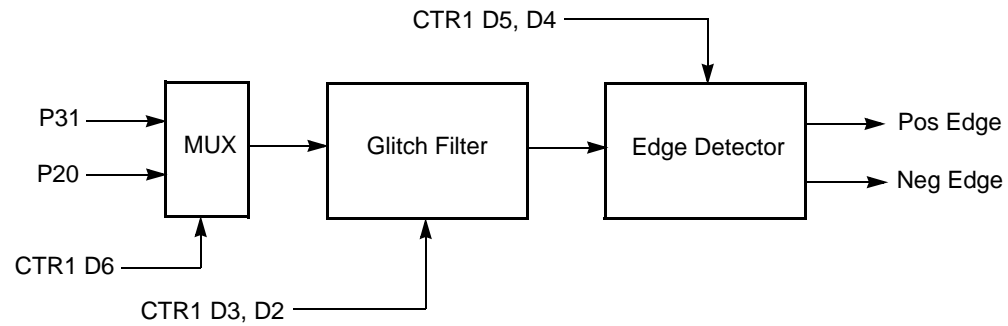 CTR1 D5, D4
P31
P20
MUX
Glitch Filter
Edge Detector
Pos Edge
Neg Edge
CTR1 D6
CTR1 D3, D2